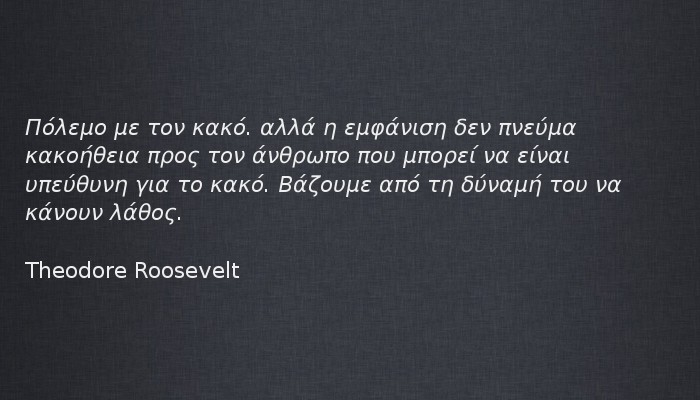 Πόλεμο με τον κακό. αλλά η εμφάνιση δεν πνεύμα
κακοήθεια προς τον άνθρωπο που μπορεί να είναι
υπεύθυνη για το κακό. Βάζουμε από τη δύναμή του να
κάνουν λάθος.
Theodore Roosevelt